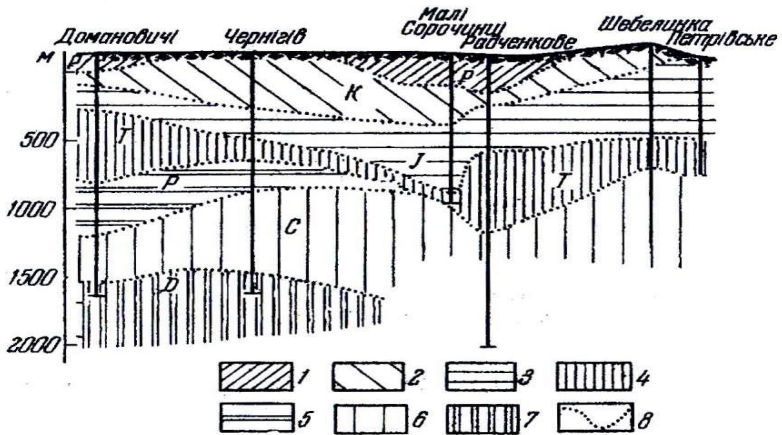 Домановичі
Чернігів
Малі
Сорочинці
Радченкове
Шебелинка
Петрівське
М
P P
К
500
T
J
T
P
1000
C
1500
D
2000
1 2 3 4
5 6 7 8